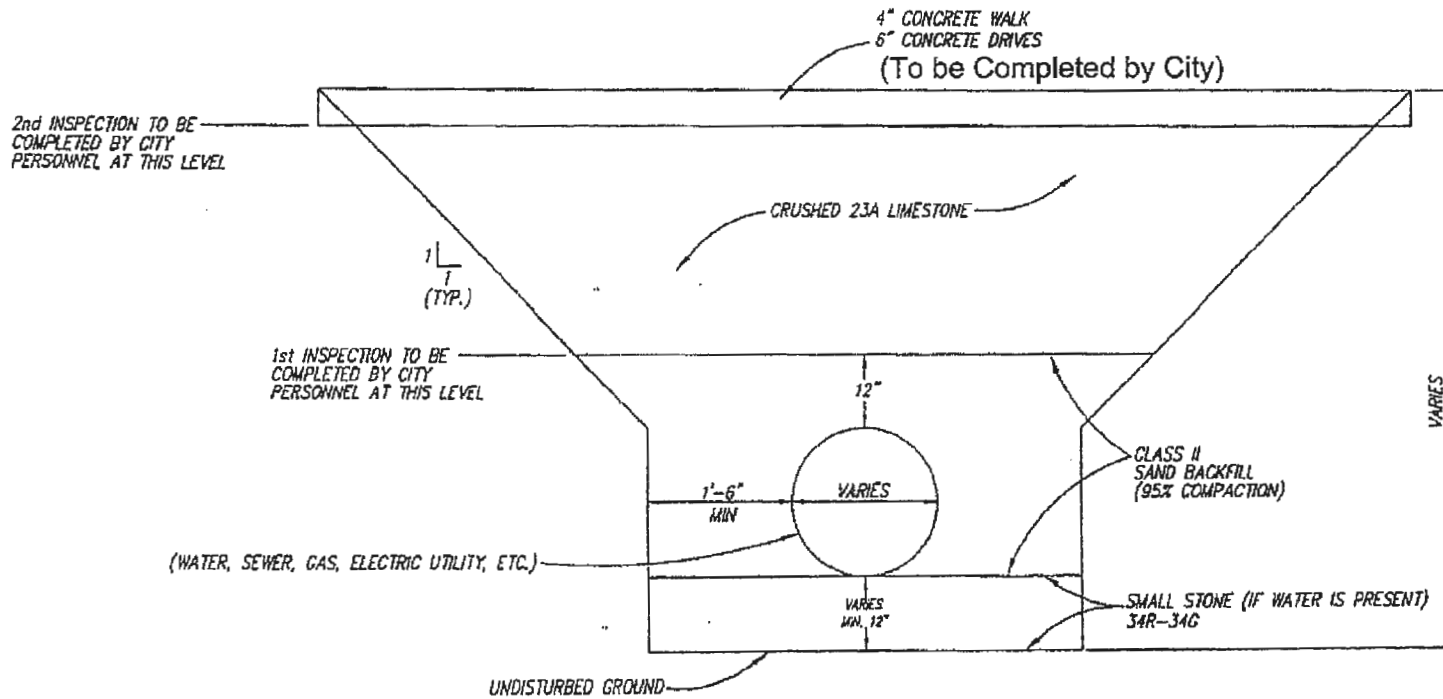 4" CONCRETE WALK
6" CONCRETE DRIVES
(To be Completed by City)
2nd INSPECTION TO BE
COMPLETED BY CITY
PERSONNEL AT THIS LEVEL
CRUSHED 23A LIMESTONE
1
1
(TYP.)
1st INSPECTION TO BE
COMPLETED BY CITY
PERSONNEL AT THIS LEVEL
12"
VARIES
CLASS II
SAND BACKFILL
(95% COMPACTION)
1'-6"
MIN
VARIES
(WATER, SEWER, GAS, ELECTRIC UTILITY, ETC.)
VARIES
MIN. 12"
SMALL STONE (IF WATER IS PRESENT)
34R-34G
UNDISTURBED GROUND